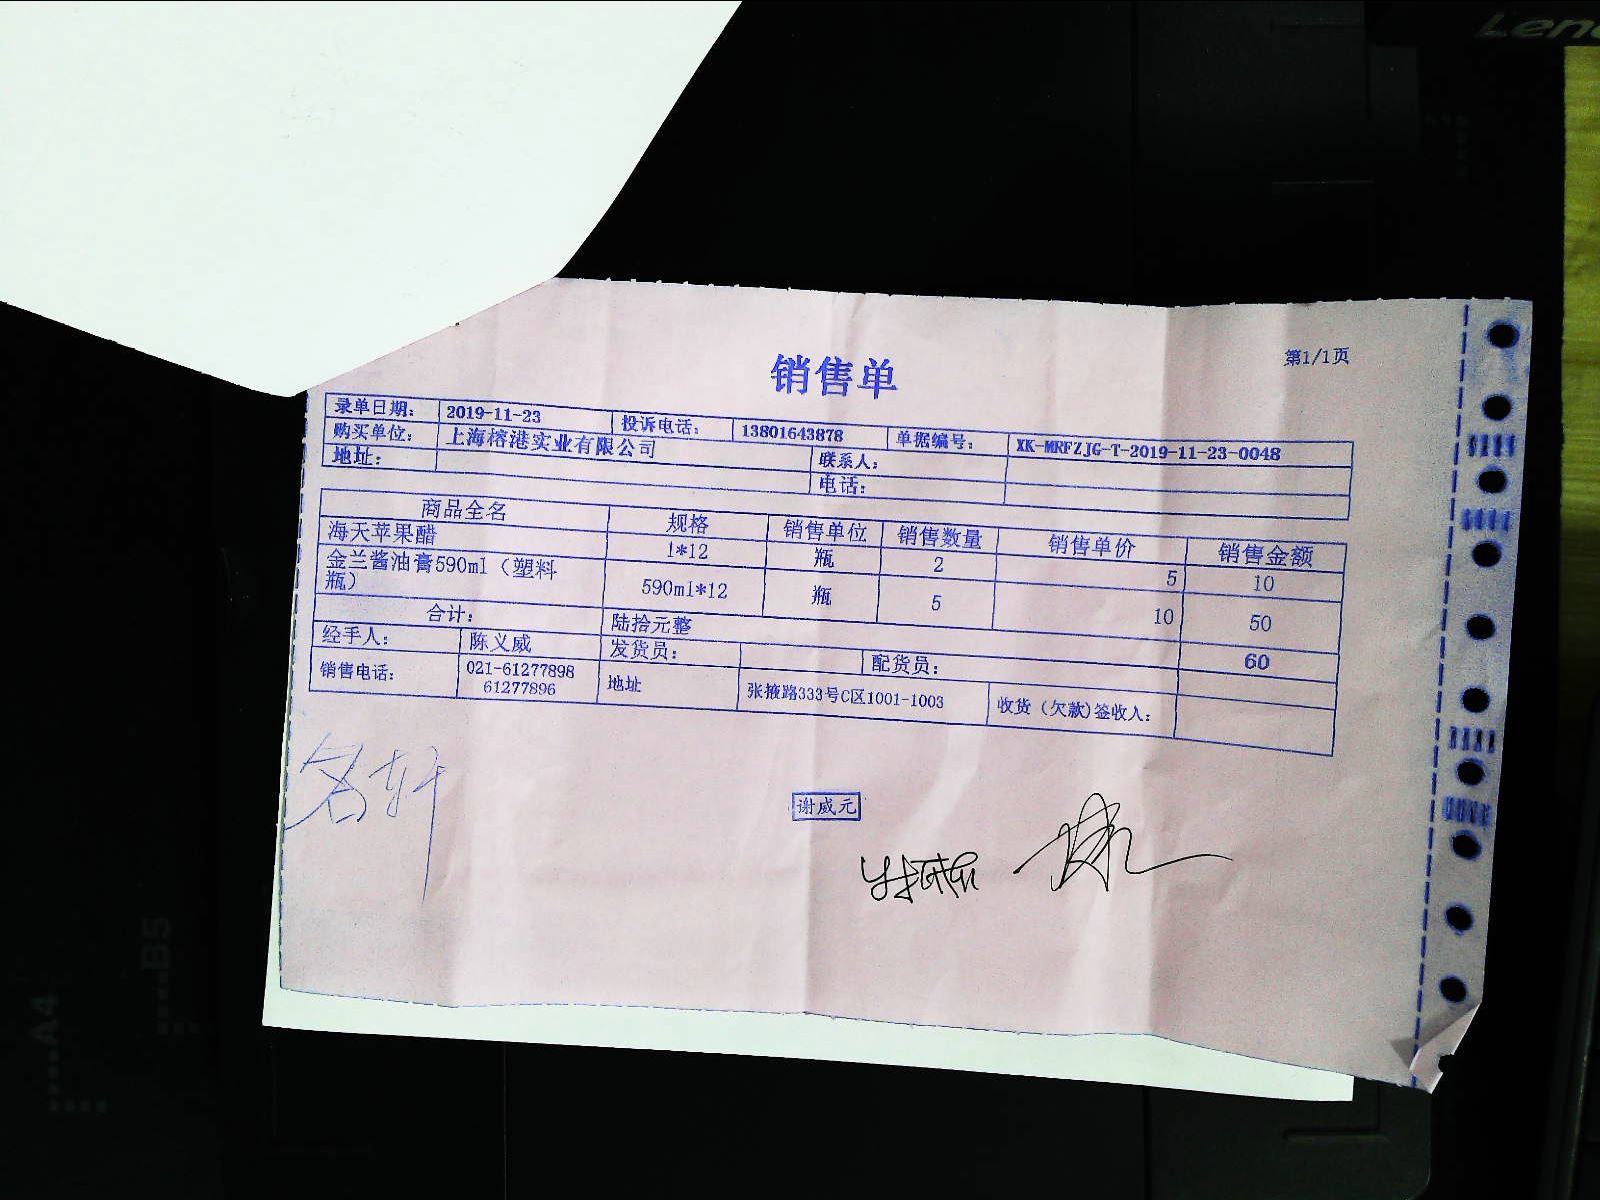 销售单
第1/1页
录单日期： 2019-11-23 投诉电话： 13801643878 单据编号： XK-MRFZJG-T-2019-11-23-0048
购买单位： 上海榕港实业有限公司 联系人：
地址： 电话：
商品全名 规格 销售单位 销售数量 销售单价 销售金额
海天苹果醋 1*12 瓶 2 5 10
金兰酱油膏590ml（塑料瓶） 590ml*12 瓶 5 10 50
合计： 陆拾元整 60
经手人： 陈义威 发货员： 配货员：
销售电话： 021-61277898 61277896 地址 张掖路333号C区1001-1003 收货（欠款)签收人：
谢威元
A4
B5